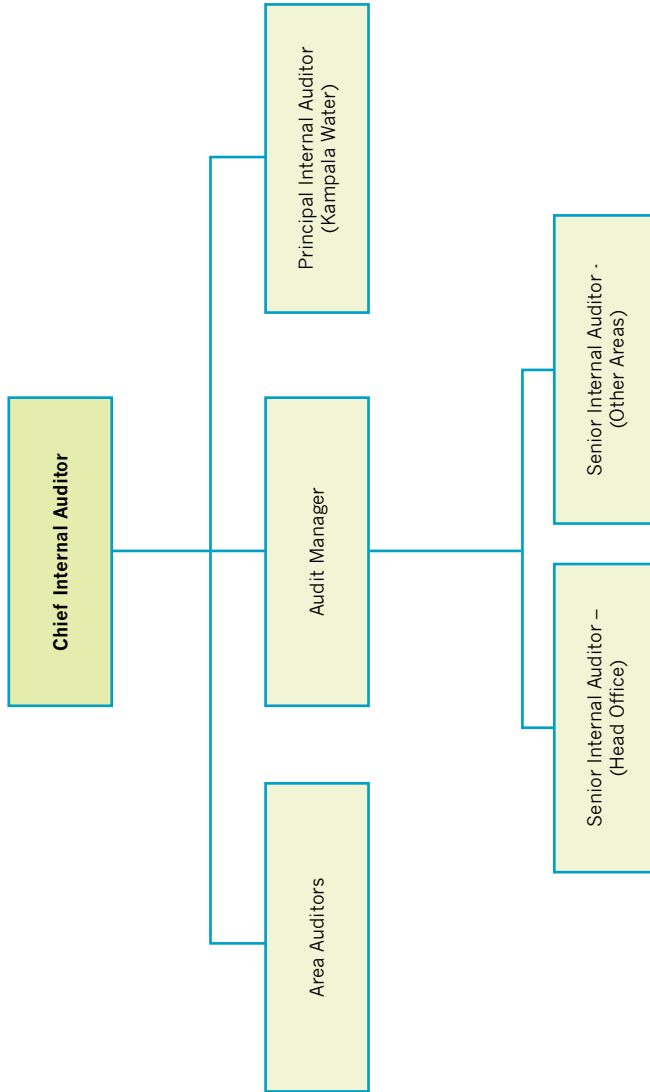 Chief Internal Auditor
Area Auditors
Audit Manager
Principal Internal Auditor
(Kampala Water)
Senior Internal Auditor –
(Head Office)
Senior Internal Auditor -
(Other Areas)